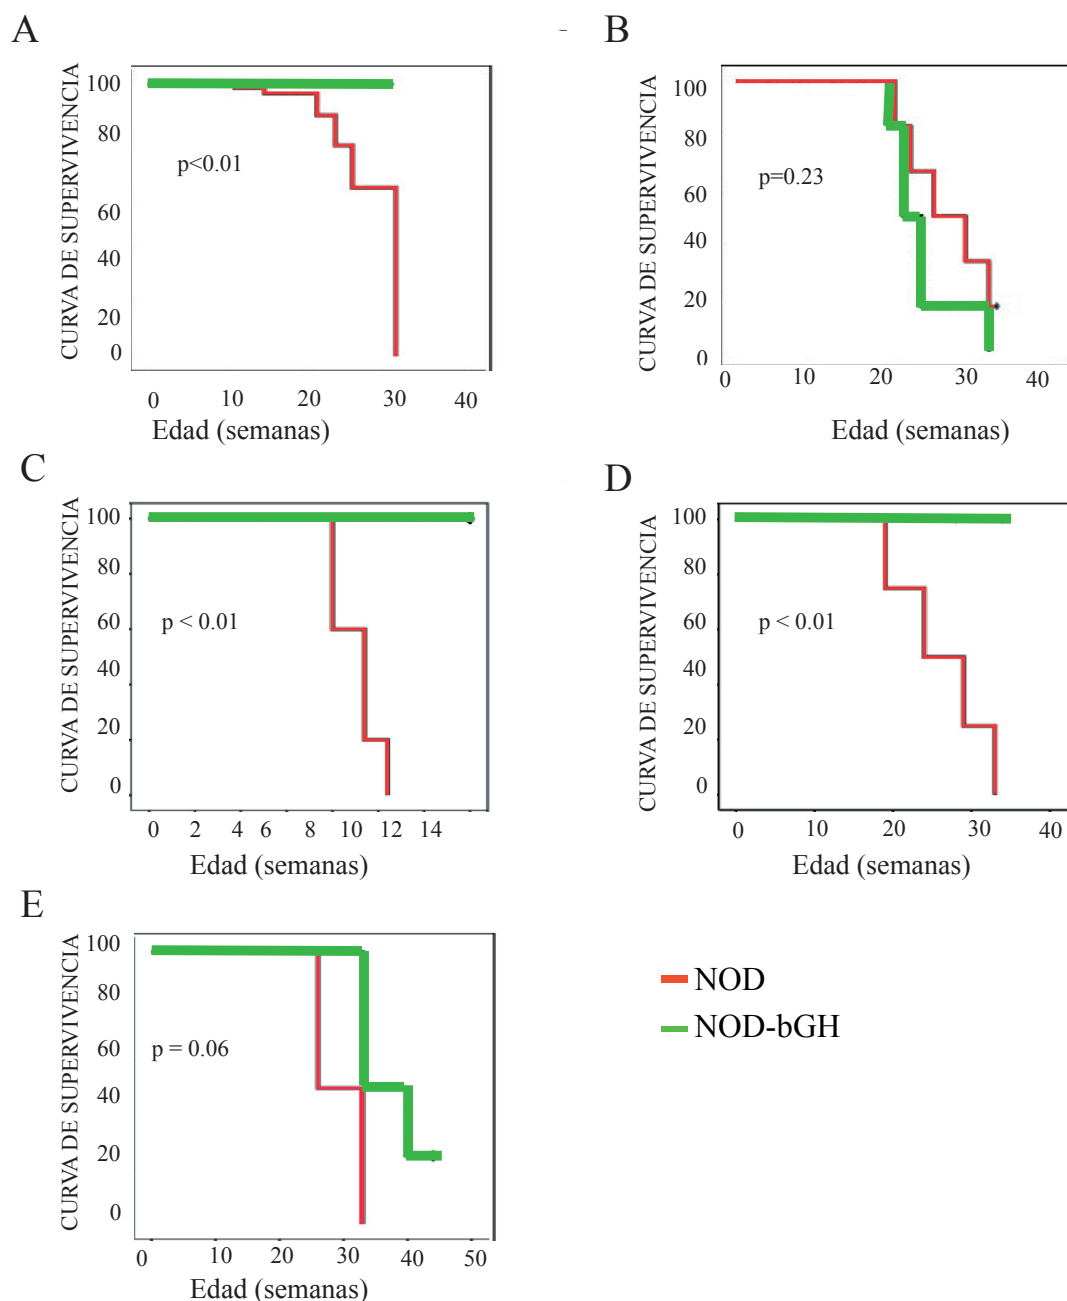 A
CURVA DE SUPERVIVENCIA
100
80
60
40
20
0
p<0.01
0 10 20 30 40
Edad (semanas)
B
CURVA DE SUPERVIVENCIA
100
80
60
40
20
0
p=0.23
0 10 20 30 40
Edad (semanas)
C
CURVA DE SUPERVIVENCIA
100
80
60
40
20
0
p < 0.01
0 2 4 6 8 10 12 14
Edad (semanas)
D
CURVA DE SUPERVIVENCIA
100
80
60
40
20
0
p < 0.01
0 10 20 30 40
Edad (semanas)
E
CURVA DE SUPERVIVENCIA
100
80
60
40
20
0
p = 0.06
0 10 20 30 40 50
Edad (semanas)
NOD
NOD-bGH